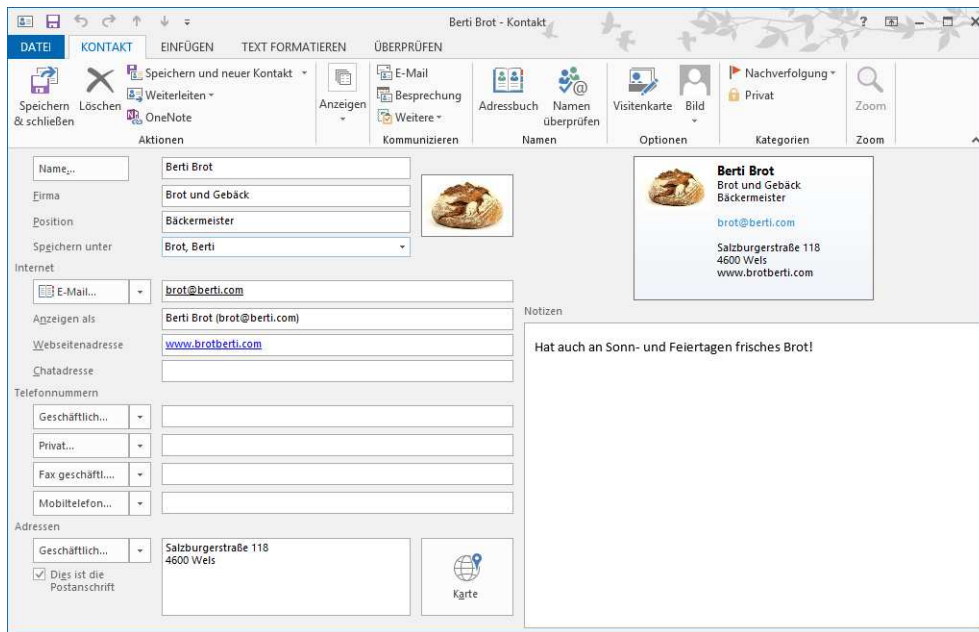 Berti Brot - Kontakt
?
DATEI KONTAKT EINFÜGEN TEXT FORMATIEREN ÜBERPRÜFEN
Speichern & schließen
Löschen
Speichern und neuer Kontakt
Weiterleiten
OneNote
Aktionen
Anzeigen
E-Mail
Besprechung
Weitere
Kommunizieren
Adressbuch
Namen überprüfen
Namen
Visitenkarte
Bild
Optionen
Nachverfolgung
Privat
Kategorien
Zoom
Zoom
Name... Berti Brot
Firma Brot und Gebäck
Position Bäckermeister
Speichern unter Brot, Berti
Internet
E-Mail... brot@berti.com
Anzeigen als Berti Brot (brot@berti.com)
Webseitenadresse www.brotberti.com
Chatadresse
Telefonnummern
Geschäftlich...
Privat...
Fax geschäftl....
Mobiltelefon...
Adressen
Geschäftlich... Salzburgerstraße 118
4600 Wels
Dies ist die
Postanschrift
Karte
Berti Brot
Brot und Gebäck
Bäckermeister
brot@berti.com
Salzburgerstraße 118
4600 Wels
www.brotberti.com
Notizen
Hat auch an Sonn- und Feiertagen frisches Brot!